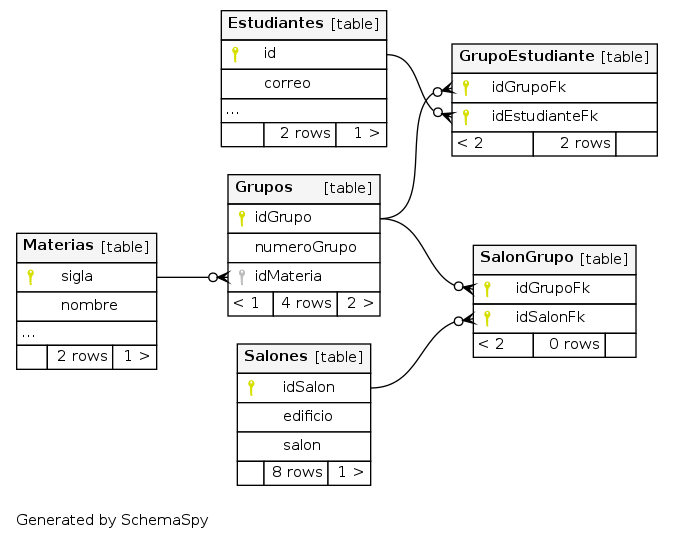 Estudiantes [table]
id
correo
...
2 rows 1 >
GrupoEstudiante [table]
idGrupoFk
idEstudianteFk
< 2 2 rows
Grupos [table]
idGrupo
numeroGrupo
idMateria
< 1 4 rows 2 >
Materias [table]
sigla
nombre
...
2 rows 1 >
SalonGrupo [table]
idGrupoFk
idSalonFk
< 2 0 rows
Salones [table]
idSalon
edificio
salon
8 rows 1 >
Generated by SchemaSpy